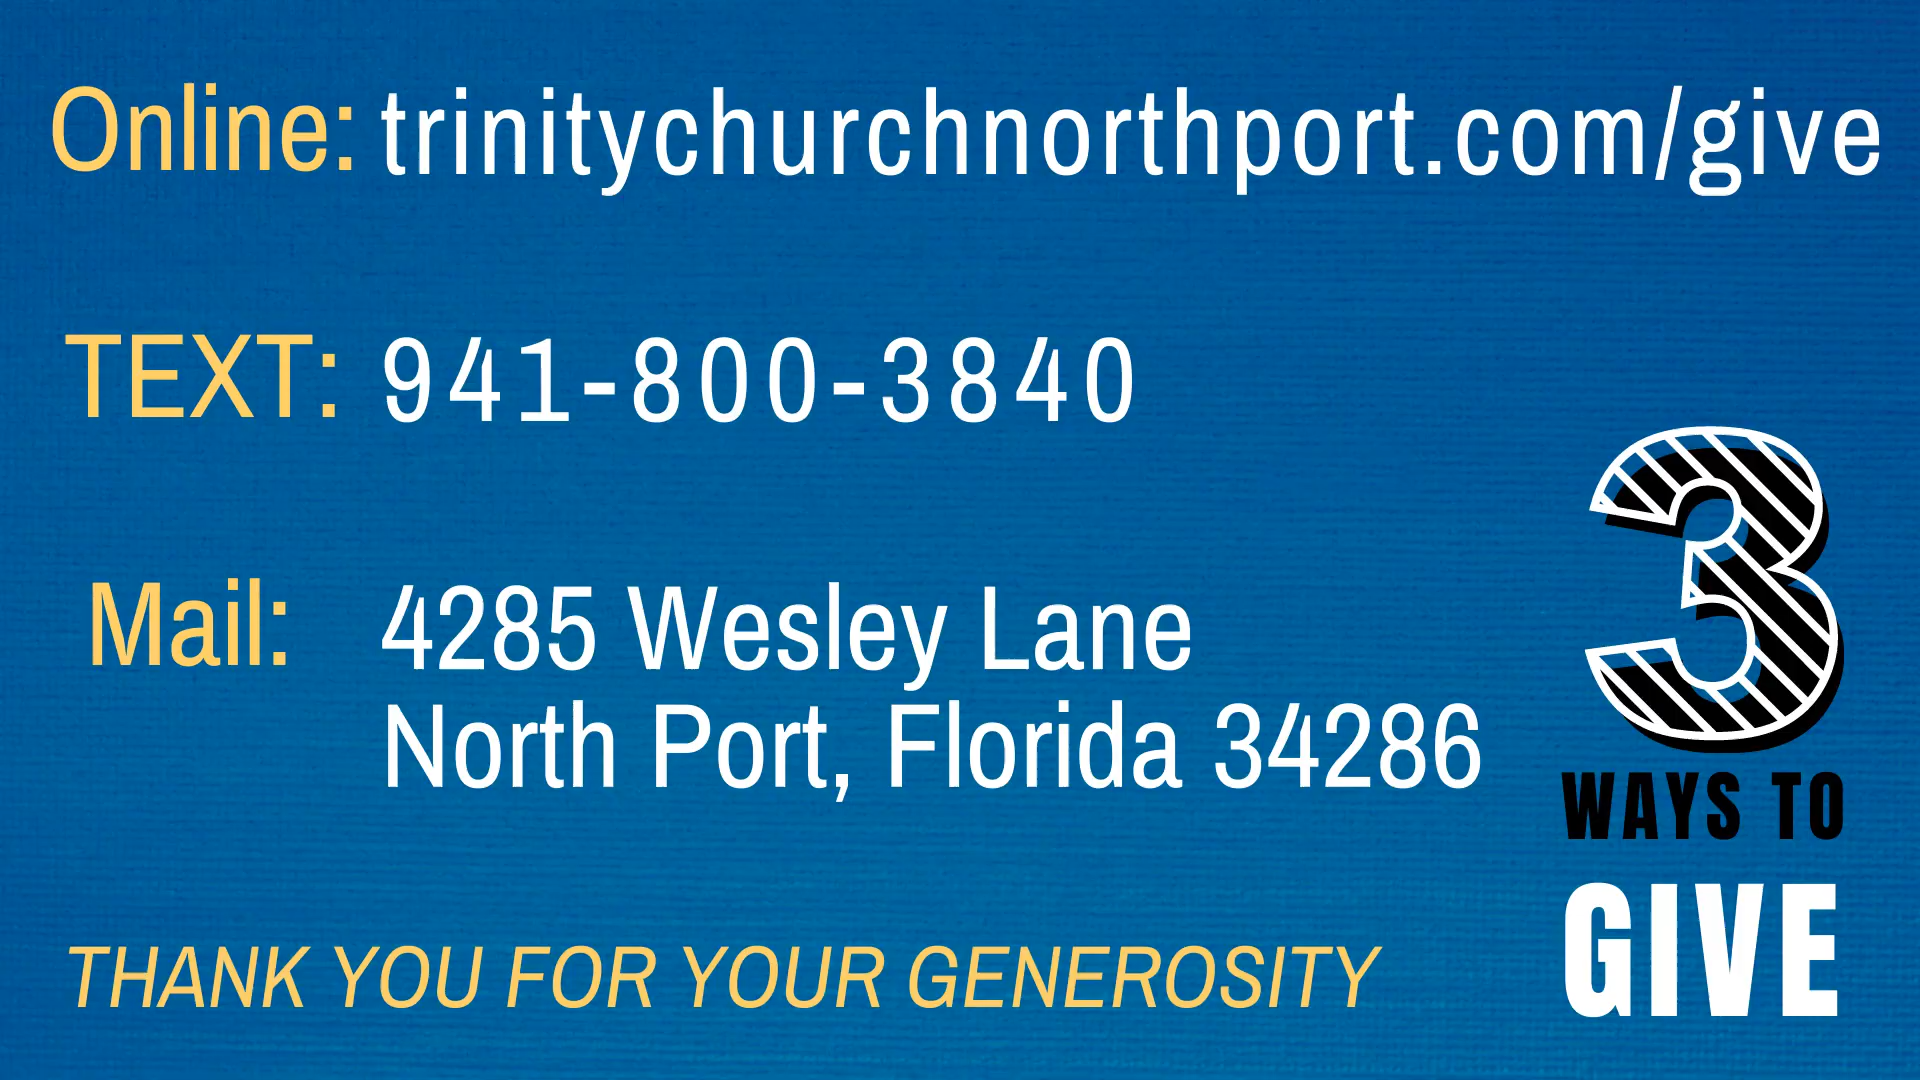 Online: trinitychurchnorthport.com/give
TEXT: 941-800-3840
Mail: 4285 Wesley Lane
North Port, Florida 34286
THANK YOU FOR YOUR GENEROSITY
3
WAYS TO
GIVE